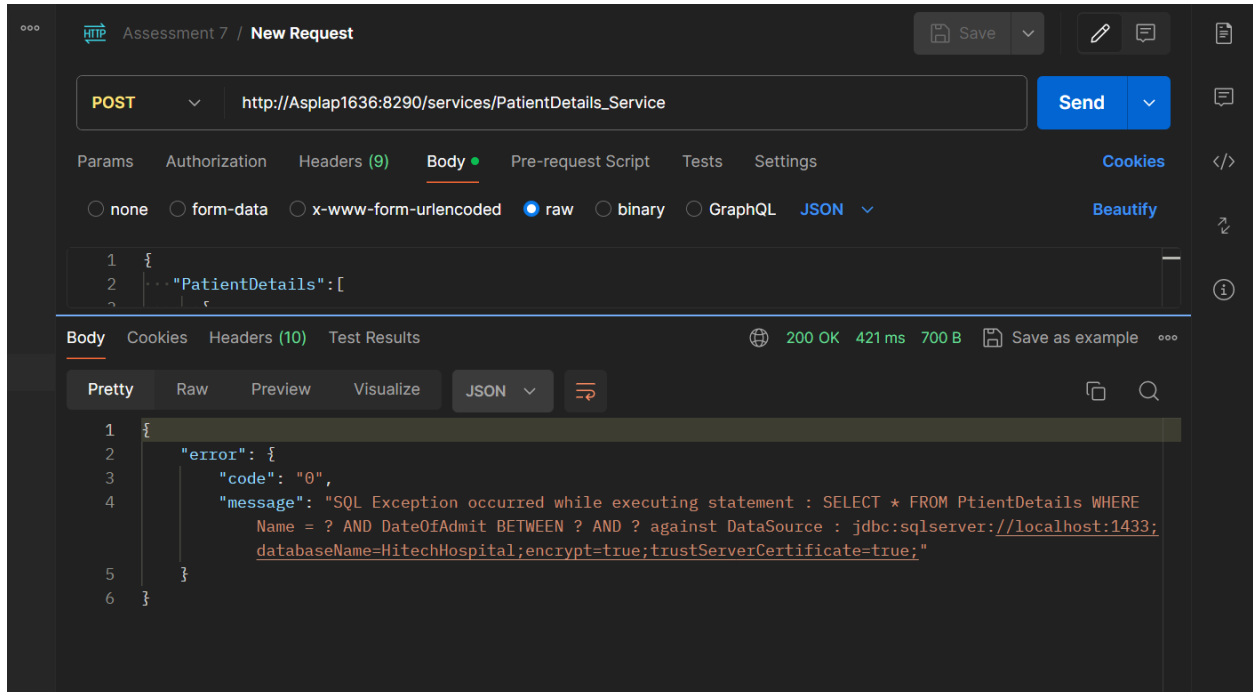 HTTP Assessment 7 / New Request Save
POST http://Asplap1636:8290/services/PatientDetails_Service Send
Params Authorization Headers (9) Body Pre-request Script Tests Settings Cookies
none form-data x-www-form-urlencoded raw binary GraphQL JSON Beautify
1 {
2 "PatientDetails":[
{
Body Cookies Headers (10) Test Results 200 OK 421 ms 700 B Save as example
Pretty Raw Preview Visualize JSON
1 {
2 "error": {
3 "code": "0",
4 "message": "SQL Exception occurred while executing statement : SELECT * FROM PtientDetails WHERE
Name = ? AND DateOfAdmit BETWEEN ? AND ? against DataSource : jdbc:sqlserver://localhost:1433;
databaseName=HitechHospital;encrypt=true;trustServerCertificate=true;"
5 }
6 }